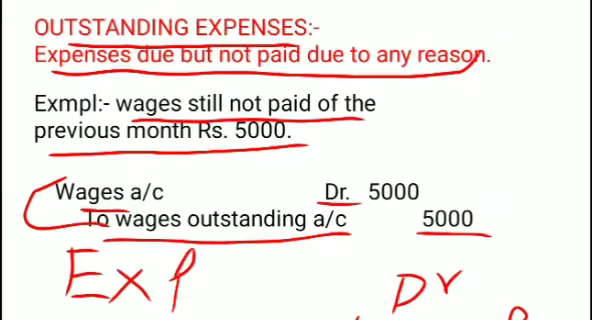 OUTSTANDING EXPENSES:-
Expenses due but not paid due to any reason.
Exmpl:- wages still not paid of the
previous month Rs. 5000.
Wages a/c Dr. 5000
To wages outstanding a/c 5000
Exp Dr